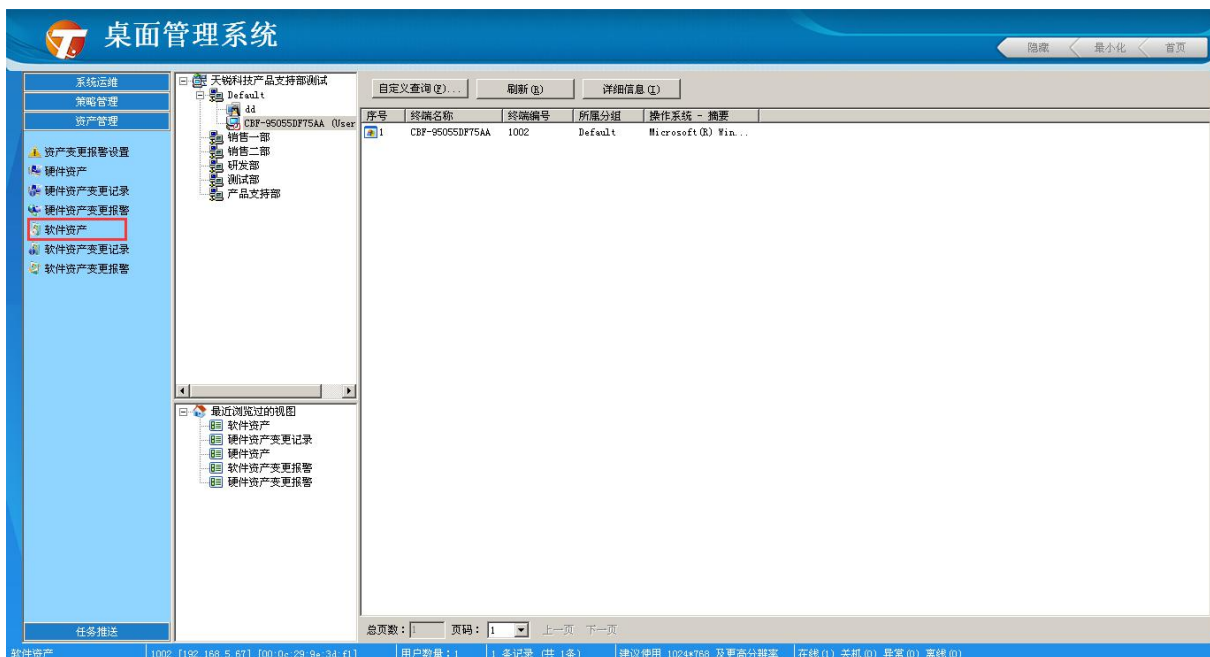 桌面管理系统
隐藏 最小化 首页
系统运维
策略管理
资产管理
资产变更报警设置
硬件资产
硬件资产变更记录
硬件资产变更报警
软件资产
软件资产变更记录
软件资产变更报警
任务推送
天锐科技产品支持部测试
Default
dd
CBF-95055DF75AA (User
销售一部
销售二部
研发部
测试部
产品支持部
最近浏览过的视图
软件资产
硬件资产变更记录
硬件资产
软件资产变更报警
硬件资产变更报警
自定义查询(F)... 刷新(R) 详细信息(I)
序号 终端名称 终端编号 所属分组 操作系统 - 摘要
1 CBF-95055DF75AA 1002 Default Microsoft(R) Win...
总页数: 1 页码: 1 上一页 下一页
软件资产 1002 [192.168.5.67] [00:0c:29:9e:3d:f1] 用户数量:1 1 条记录 (共 1条) 建议使用 1024*768 及更高分辨率 在线(1) 关机(0) 异常(0) 离线(0)